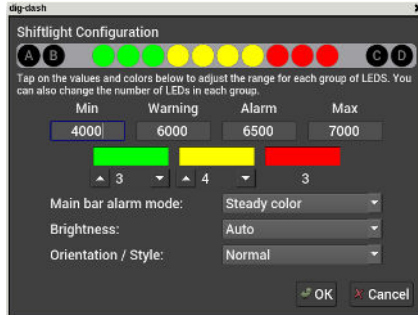 dig-dash
Shiftlight Configuration
A B C D
Tap on the values and colors below to adjust the range for each group of LEDS. You
can also change the number of LEDs in each group.
Min Warning Alarm Max
4000 6000 6500 7000
3 4 3
Main bar alarm mode: Steady color
Brightness: Auto
Orientation / Style: Normal
OK Cancel